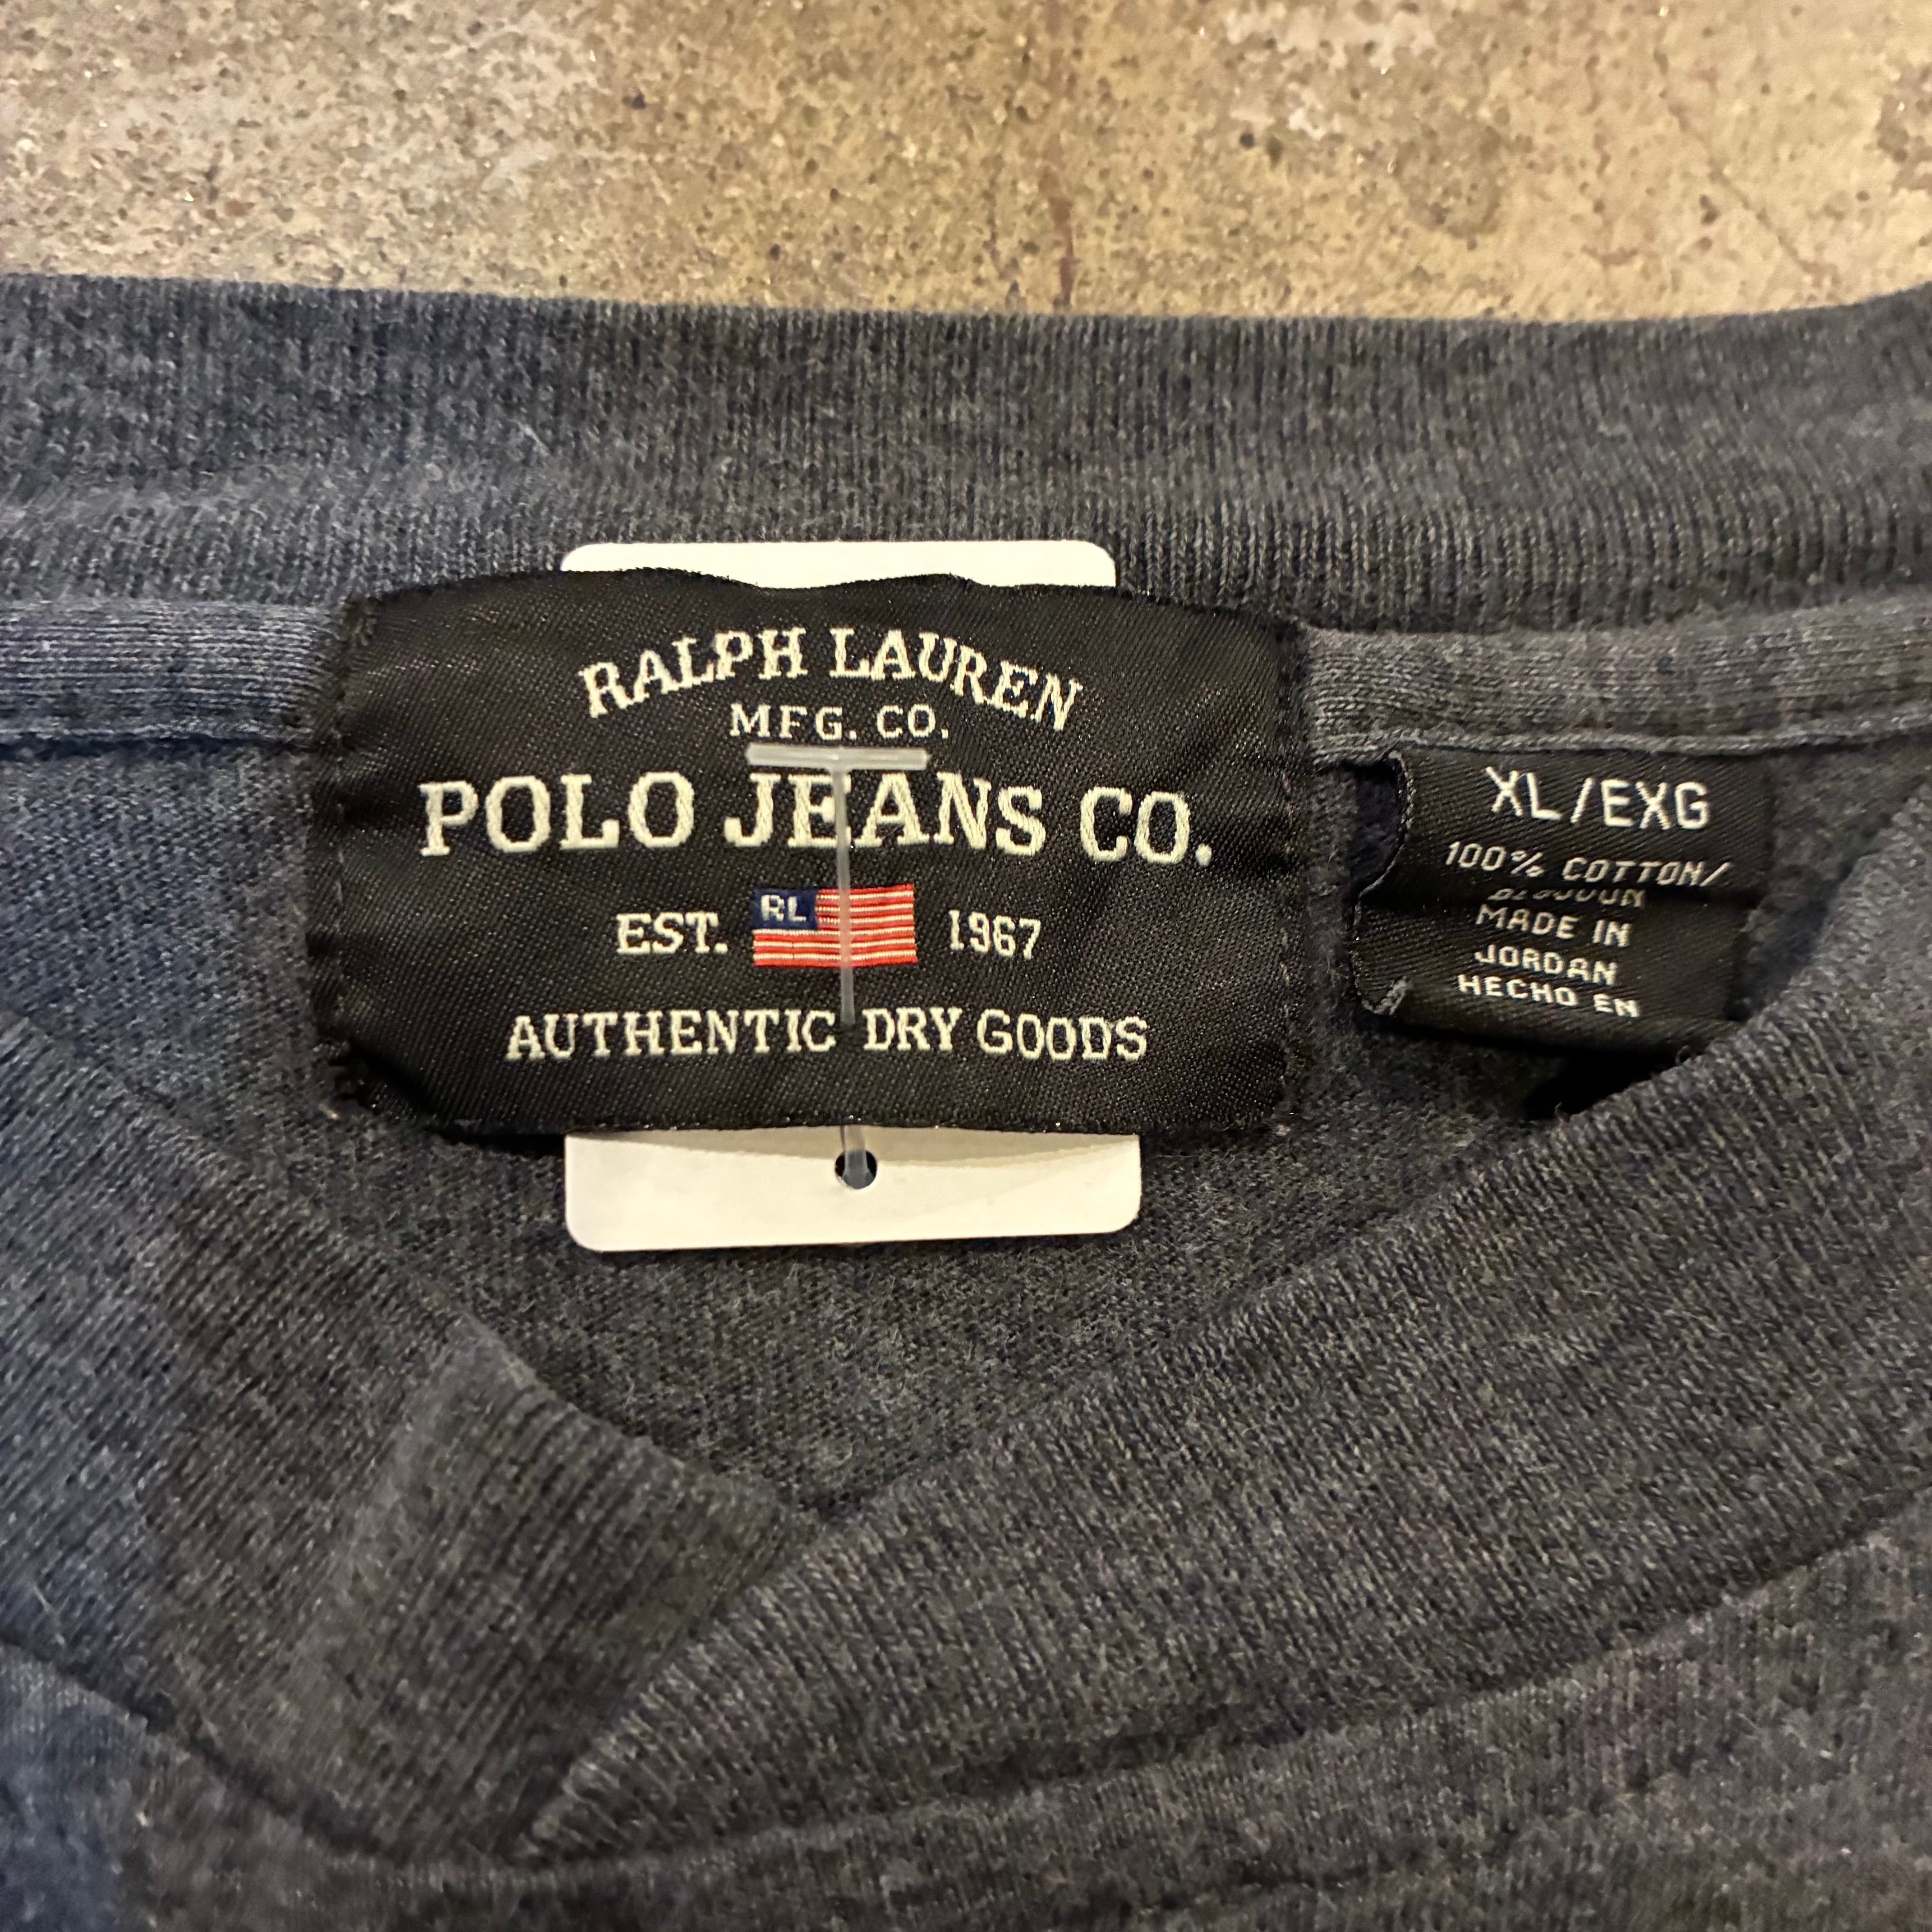 RALPH LAUREN
MFG. CO.
POLO JEANS CO.
EST. RL 1967
AUTHENTIC DRY GOODS
XL/EXG
100% COTTON/
MADE IN
JORDAN
HECHO EN